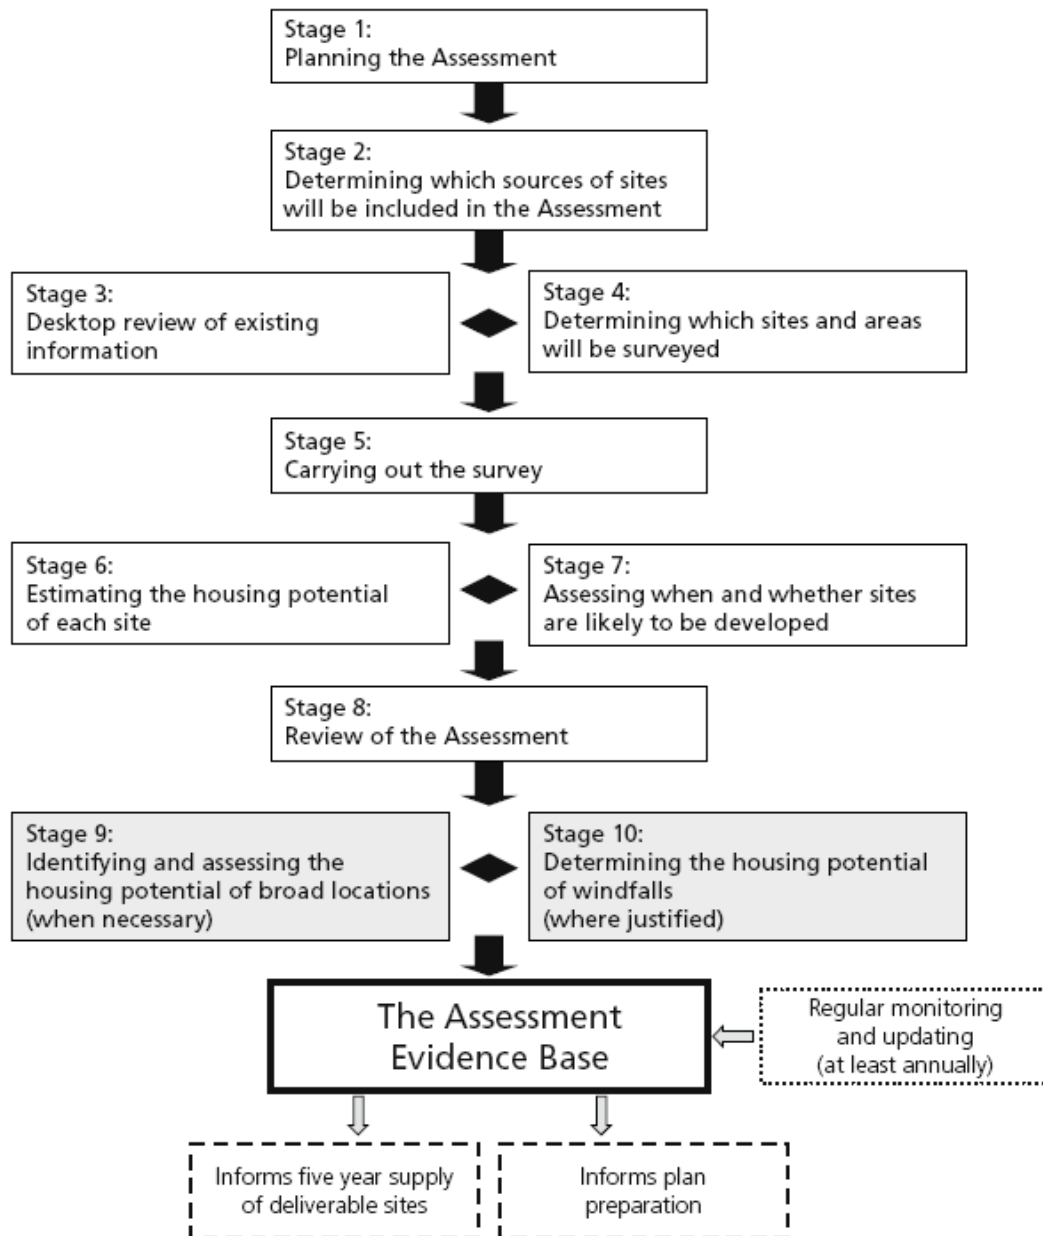 Stage 1:
Planning the Assessment
Stage 2:
Determining which sources of sites
will be included in the Assessment
Stage 3:
Desktop review of existing
information
Stage 4:
Determining which sites and areas
will be surveyed
Stage 5:
Carrying out the survey
Stage 6:
Estimating the housing potential
of each site
Stage 7:
Assessing when and whether sites
are likely to be developed
Stage 8:
Review of the Assessment
Stage 9:
Identifying and assessing the
housing potential of broad locations
(when necessary)
Stage 10:
Determining the housing potential
of windfalls
(where justified)
The Assessment
Evidence Base
Regular monitoring
and updating
(at least annually)
Informs five year supply
of deliverable sites
Informs plan
preparation